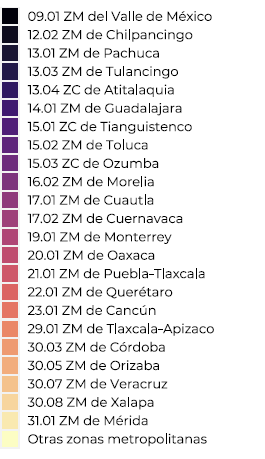 09.01 ZM del Valle de México
12.02 ZM de Chilpancingo
13.01 ZM de Pachuca
13.03 ZM de Tulancingo
13.04 ZC de Atitalaquia
14.01 ZM de Guadalajara
15.01 ZC de Tianguistenco
15.02 ZM de Toluca
15.03 ZC de Ozumba
16.02 ZM de Morelia
17.01 ZM de Cuautla
17.02 ZM de Cuernavaca
19.01 ZM de Monterrey
20.01 ZM de Oaxaca
21.01 ZM de Puebla-Tlaxcala
22.01 ZM de Querétaro
23.01 ZM de Cancún
29.01 ZM de Tlaxcala-Apizaco
30.03 ZM de Córdoba
30.05 ZM de Orizaba
30.07 ZM de Veracruz
30.08 ZM de Xalapa
31.01 ZM de Mérida
Otras zonas metropolitanas